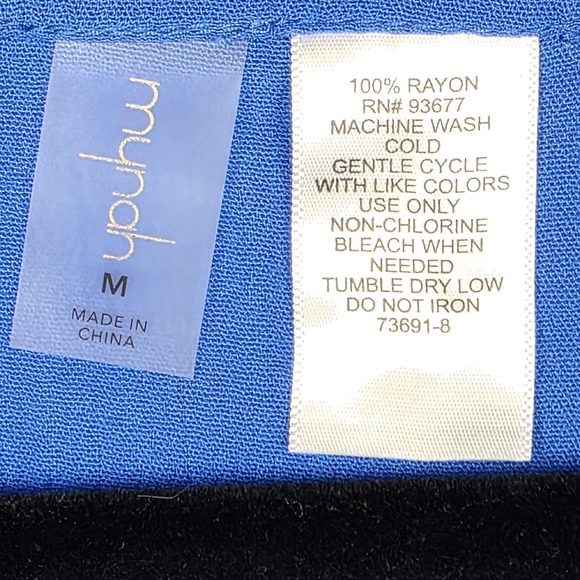 mynah
M
MADE IN
CHINA
100% RAYON
RN# 93677
MACHINE WASH
COLD
GENTLE CYCLE
WITH LIKE COLORS
USE ONLY
NON-CHLORINE
BLEACH WHEN
NEEDED
TUMBLE DRY LOW
DO NOT IRON
73691-8